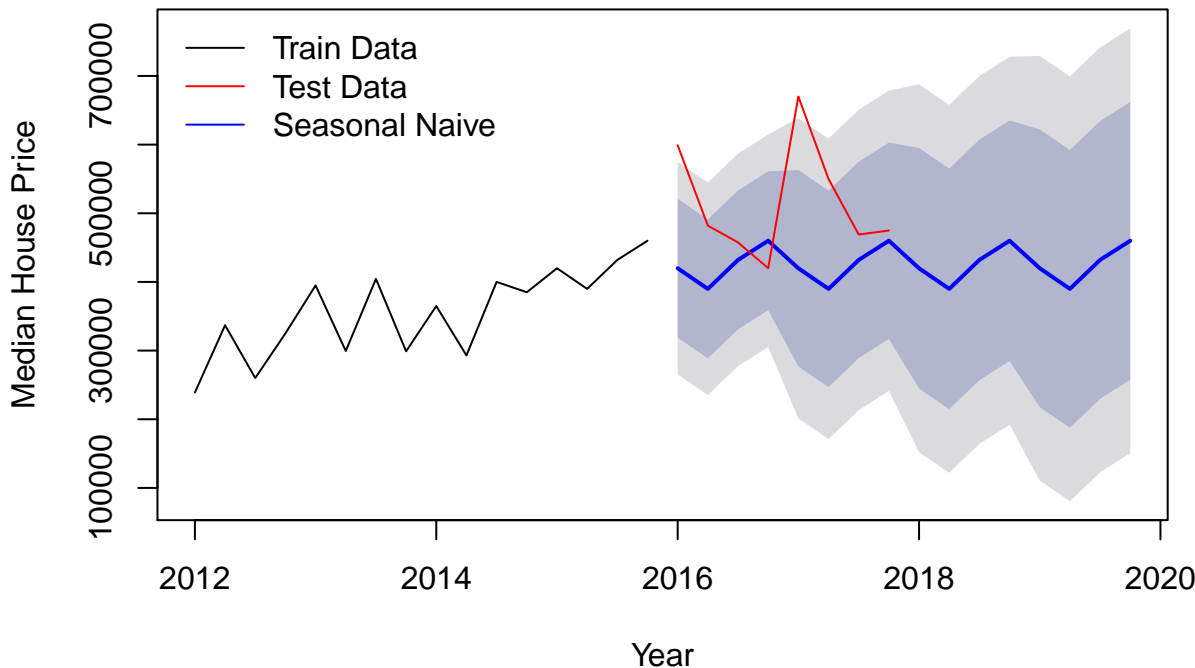 Train Data
Test Data
Seasonal Naive
Median House Price
700000
500000
300000
100000
2012 2014 2016 2018 2020
Year